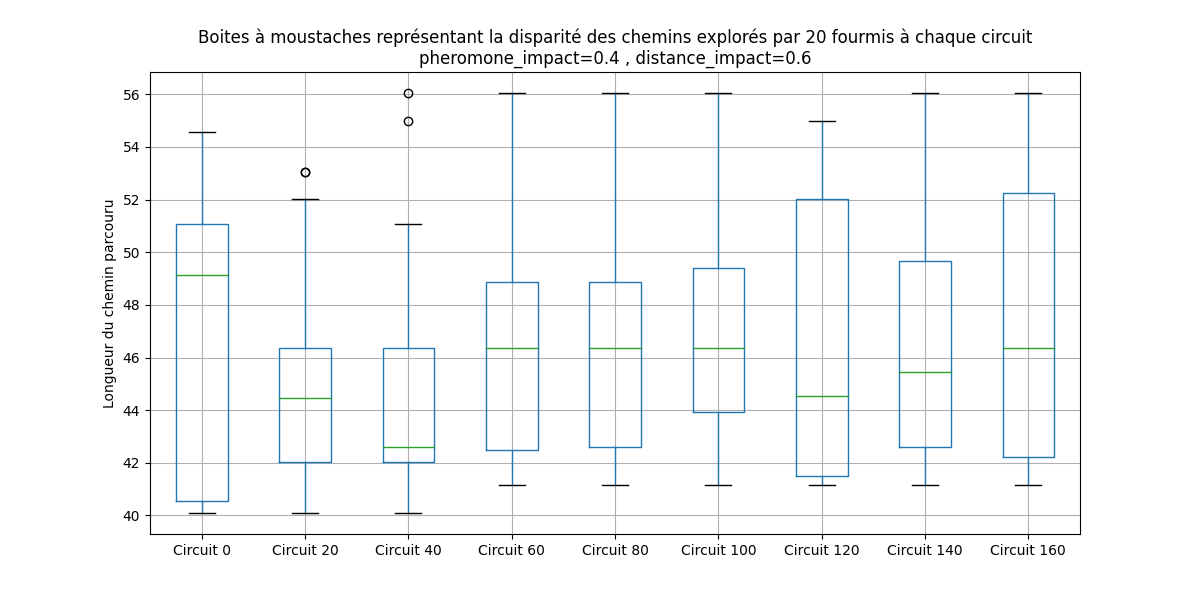 Boites à moustaches représentant la disparité des chemins explorés par 20 fourmis à chaque circuit
pheromone_impact=0.4 , distance_impact=0.6
Longueur du chemin parcouru
56
54
52
50
48
46
44
42
40
Circuit 0
Circuit 20
Circuit 40
Circuit 60
Circuit 80
Circuit 100
Circuit 120
Circuit 140
Circuit 160